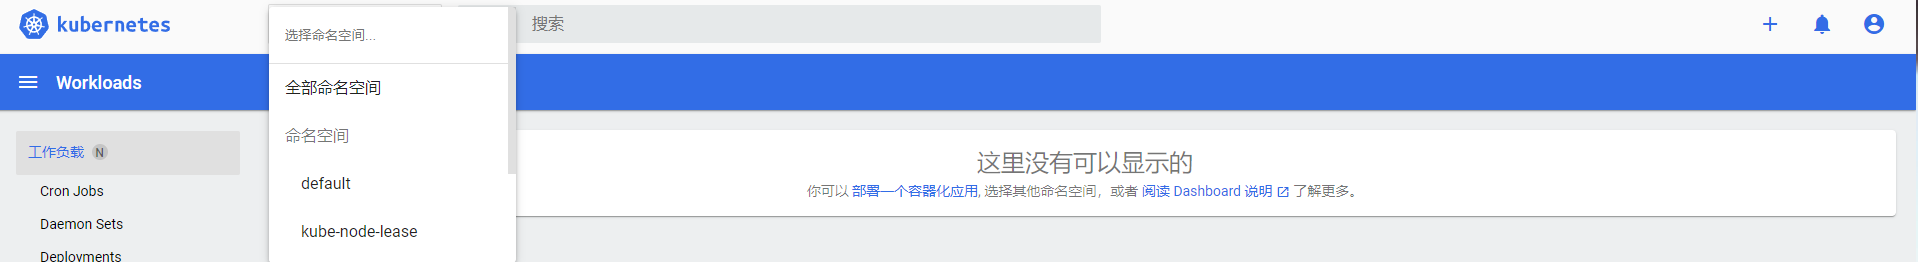 kubernetes
选择命名空间...
搜索
全部命名空间
Workloads
命名空间
工作负载 N
default
这里没有可以显示的
Cron Jobs
你可以 部署一个容器化应用, 选择其他命名空间，或者 阅读 Dashboard 说明 了解更多。
Daemon Sets
kube-node-lease
Deployments